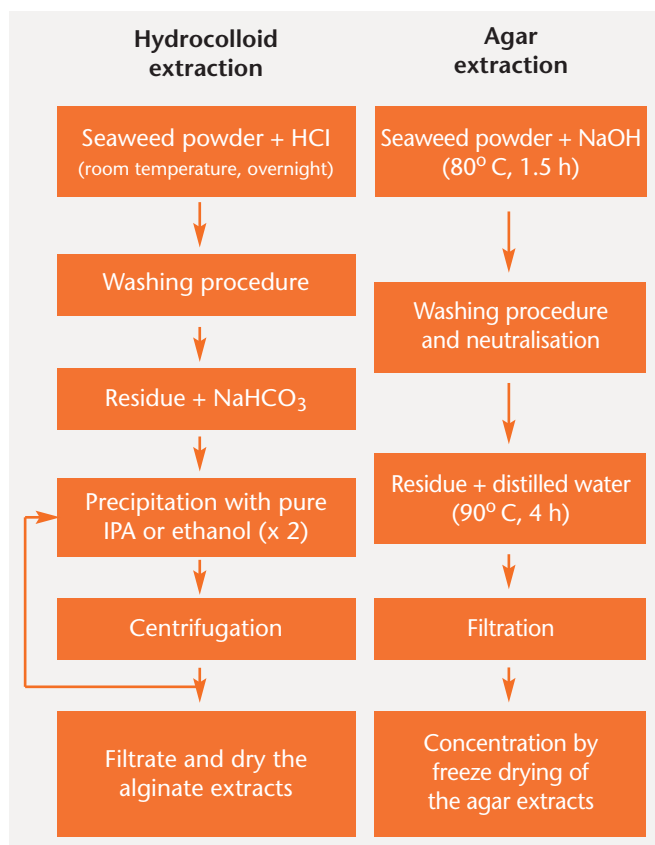 Hydrocolloid
extraction
Seaweed powder + HCl
(room temperature, overnight)
Washing procedure
Residue + NaHCO₃
Precipitation with pure
IPA or ethanol (x 2)
Centrifugation
Filtrate and dry the
alginate extracts
Agar
extraction
Seaweed powder + NaOH
(80º C, 1.5 h)
Washing procedure
and neutralisation
Residue + distilled water
(90º C, 4 h)
Filtration
Concentration by
freeze drying of
the agar extracts